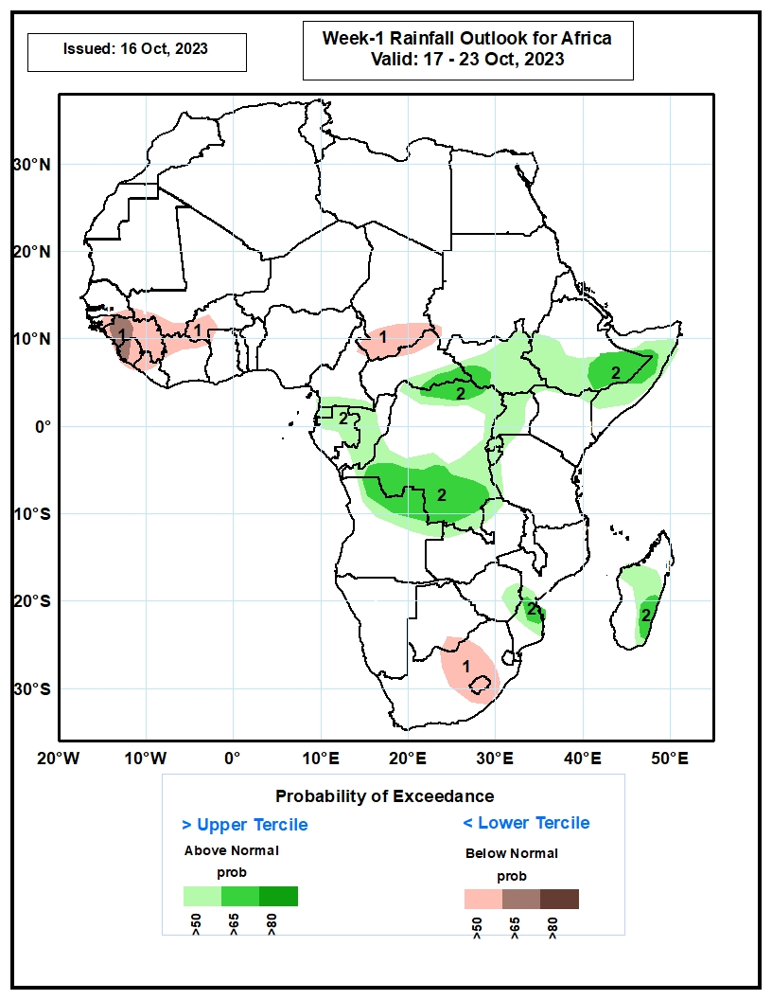 Issued: 16 Oct, 2023
Week-1 Rainfall Outlook for Africa
Valid: 17 - 23 Oct, 2023
30°N
20°N
10°N
0°
10°S
20°S
30°S
1
1
1
2
2
2
2
2
2
1
20°W
10°W
0°
10°E
20°E
30°E
40°E
50°E
Probability of Exceedance
> Upper Tercile
< Lower Tercile
Above Normal
Below Normal
prob
prob
>50
>65
>80
>50
>65
>80